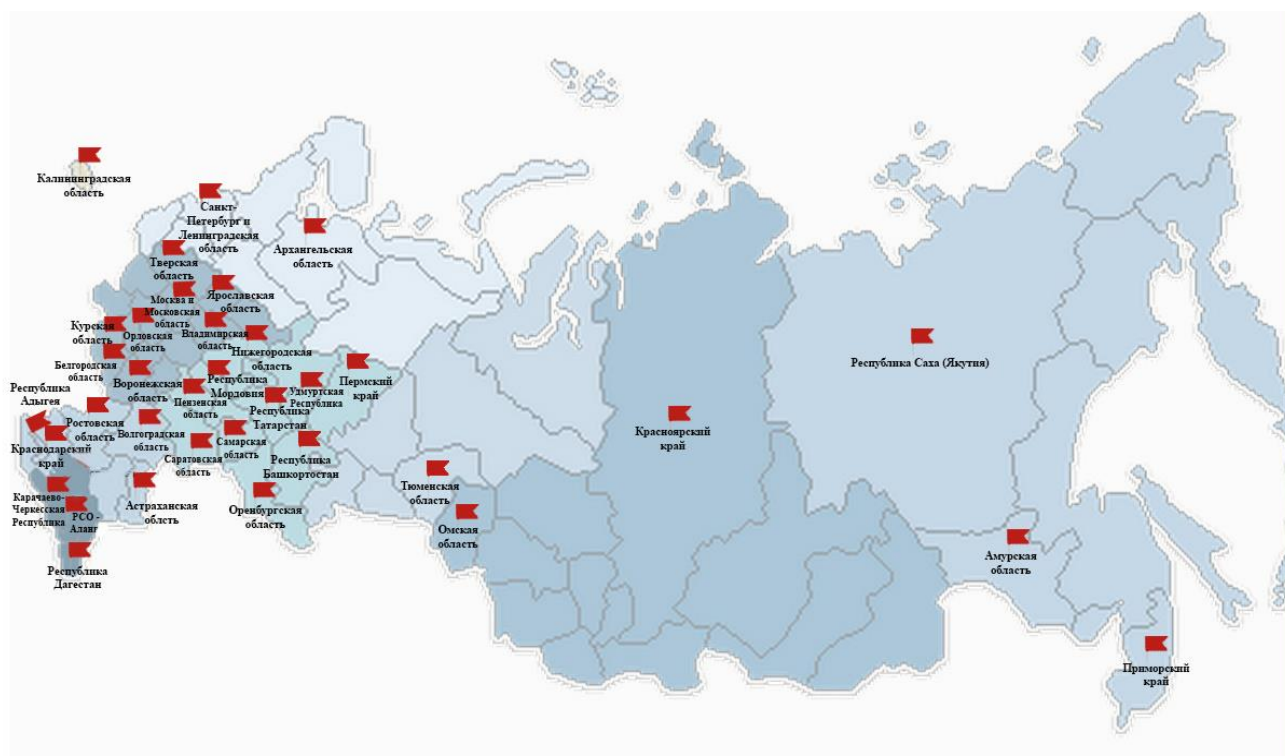 Калининградская
область
Санкт-
Петербург и
Ленинградская
область
Архангельская
область
Тверская
область
Ярославская
область
Москва и
Московская
область
Курская
область
Орловская
область
Владимирская
область
Нижегородская
область
Белгородская
область
Воронежская
область
Республика
Мордовия
Удмуртская
Республика
Пермский
край
Республика Саха (Якутия)
Республика
Адыгея
Ростовская
область
Пензенская
область
Республика
Татарстан
Краснодарский
край
Волгоградская
область
Самарская
область
Саратовская
область
Республика
Башкортостан
Красноярский
край
Карачаево-
Черкесская
Республика
РСО -
Алания
Астраханская
область
Оренбургская
область
Тюменская
область
Омская
область
Республика
Дагестан
Амурская
область
Приморский
край